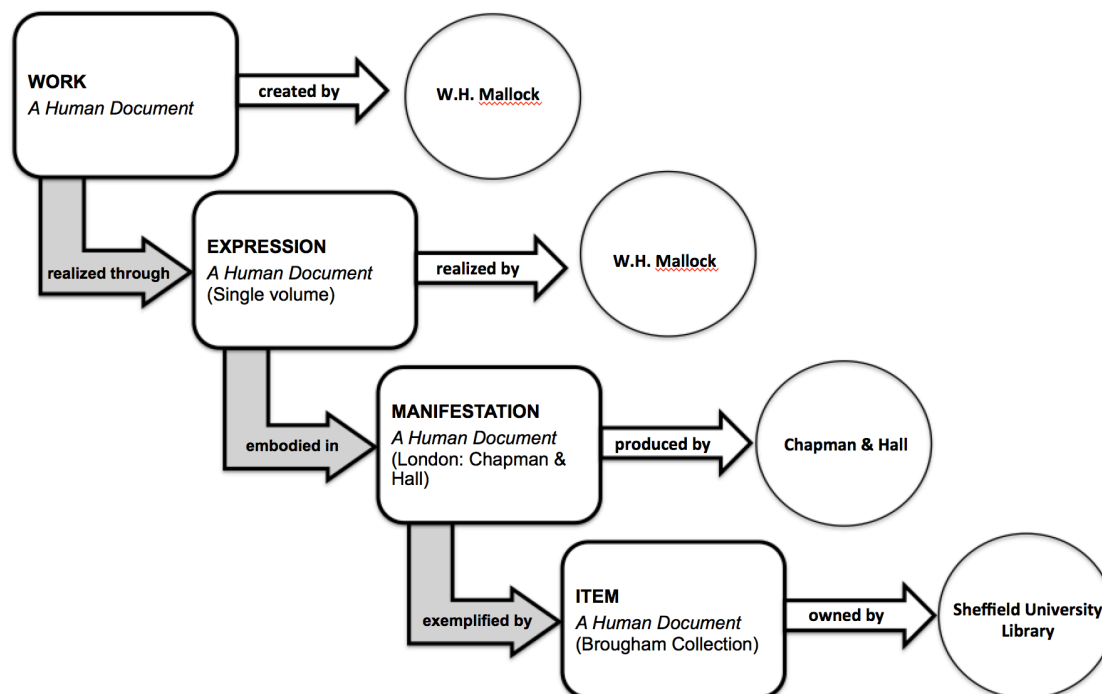 WORK
A Human Document
created by
W.H. Mallock
realized through
EXPRESSION
A Human Document
(Single volume)
realized by
W.H. Mallock
embodied in
MANIFESTATION
A Human Document
(London: Chapman &
Hall)
produced by
Chapman & Hall
exemplified by
ITEM
A Human Document
(Brougham Collection)
owned by
Sheffield University
Library